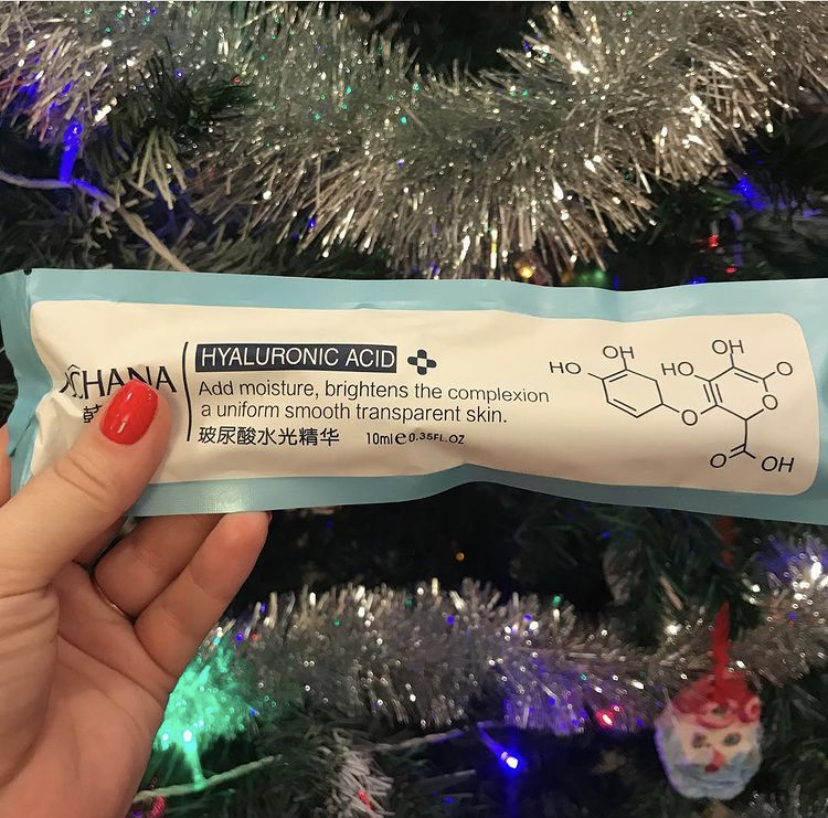 HYALURONIC ACID
Add moisture, brightens the complexion
a uniform smooth transparent skin.
玻尿酸水光精华 10ml e 0.35FL.OZ
HO
OH
HO
OH
O
O
O
O
OH